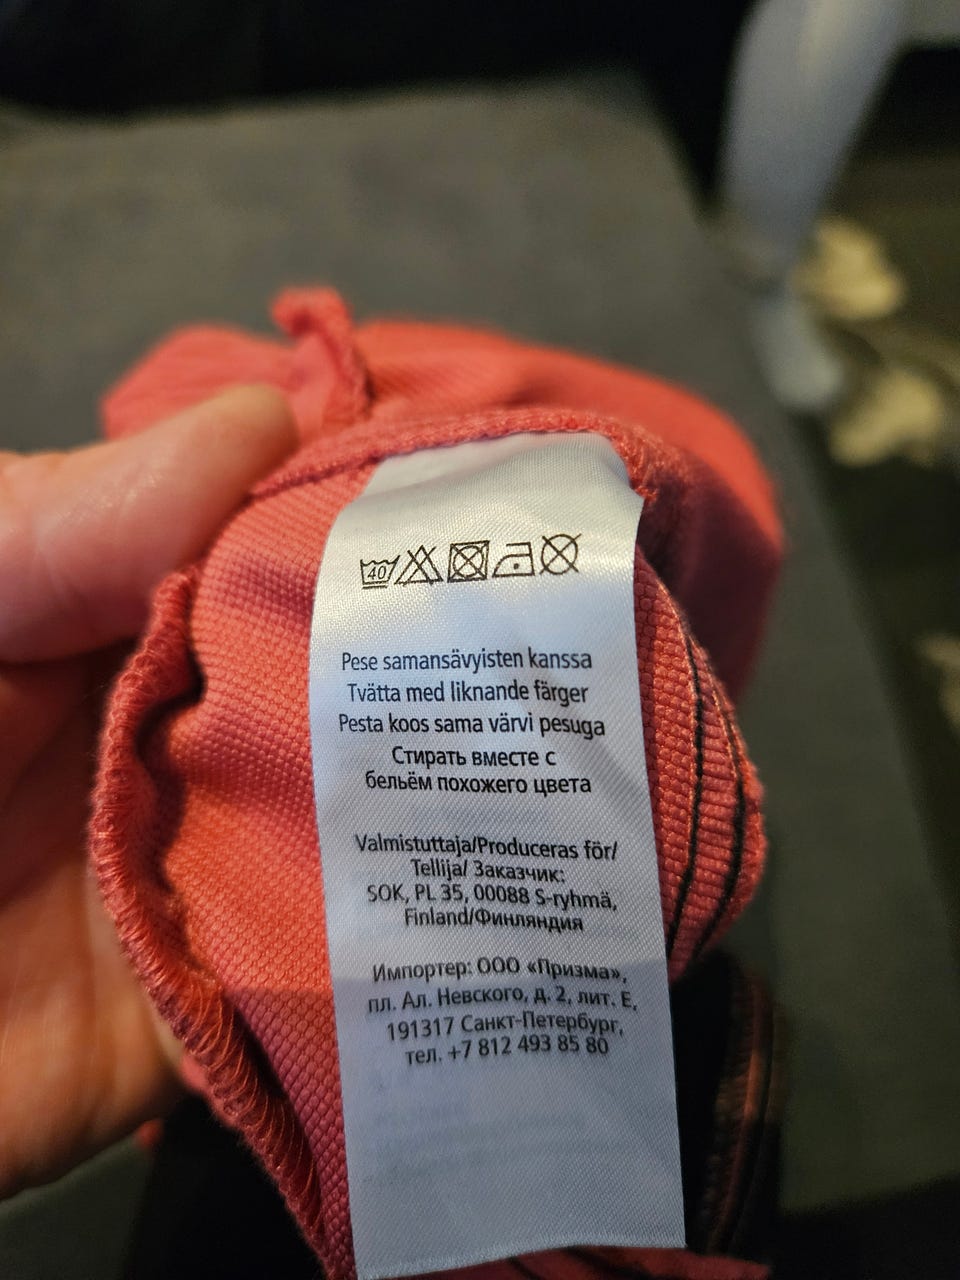 40
Pese samansävyisten kanssa
Tvätta med liknande färger
Pesta koos sama värvi pesuga
Стирать вместе с
бельём похожего цвета
Valmistuttaja/Produceras för/
Tellija/ Заказчик:
SOK, PL 35, 00088 S-ryhmä,
Finland/Финляндия
Импортер: ООО «Призма»,
пл. Ал. Невского, д. 2, лит. Е,
191317 Санкт-Петербург,
тел. +7 812 493 85 80